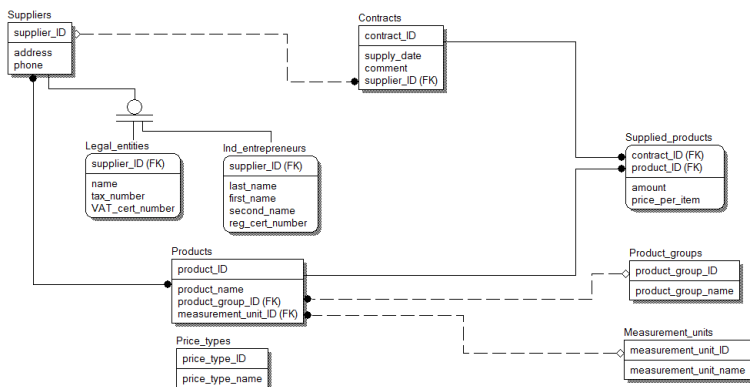 Suppliers
supplier_ID
address
phone
Contracts
contract_ID
supply_date
comment
supplier_ID (FK)
Legal_entities
supplier_ID (FK)
name
tax_number
VAT_cert_number
Ind_entrepreneurs
supplier_ID (FK)
last_name
first_name
second_name
reg_cert_number
Supplied_products
contract_ID (FK)
product_ID (FK)
amount
price_per_item
Products
product_ID
product_name
product_group_ID (FK)
measurement_unit_ID (FK)
Product_groups
product_group_ID
product_group_name
Measurement_units
measurement_unit_ID
measurement_unit_name
Price_types
price_type_ID
price_type_name